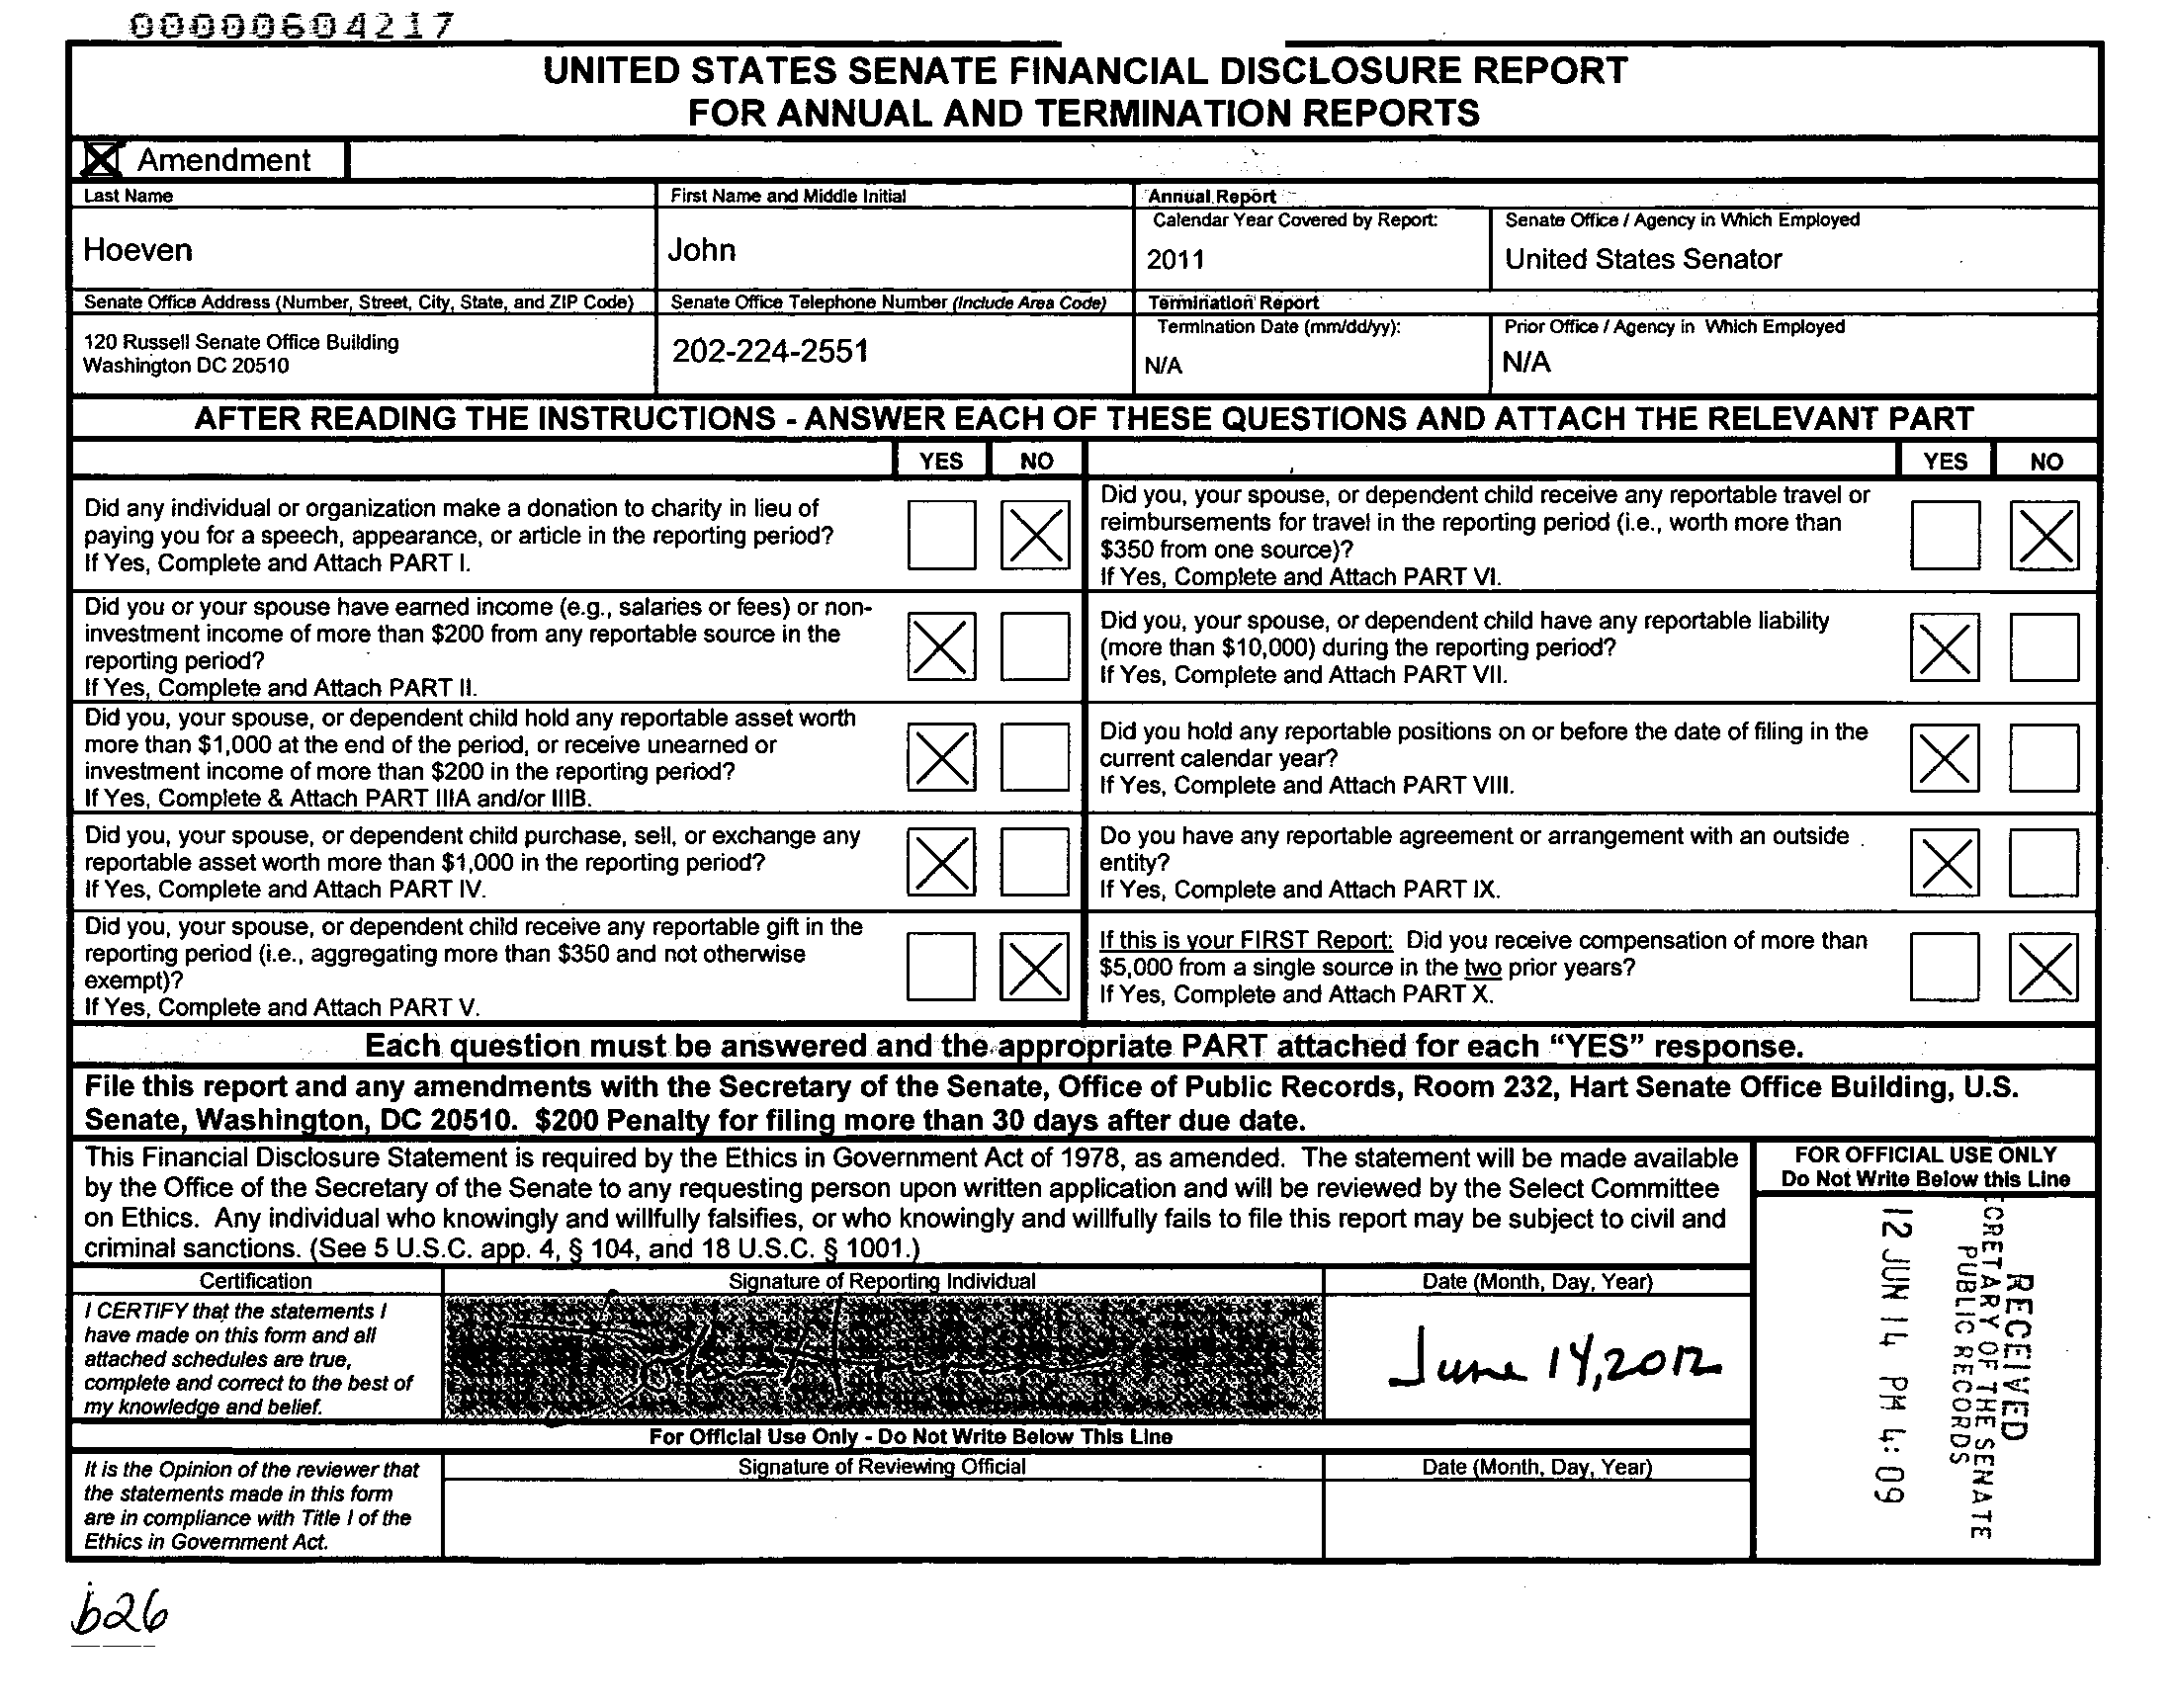 000000604217
UNITED STATES SENATE FINANCIAL DISCLOSURE REPORT
FOR ANNUAL AND TERMINATION REPORTS
Amendment
Last Name
First Name and Middle Initial
Annual Report
Calendar Year Covered by Report:
Senate Office / Agency in Which Employed
Hoeven
John
2011
United States Senator
Senate Office Address (Number, Street, City, State, and ZIP Code)
Senate Office Telephone Number (Include Area Code)
Termination Report
Termination Date (mm/dd/yy):
Prior Office / Agency in Which Employed
120 Russell Senate Office Building
Washington DC 20510
202-224-2551
N/A
N/A
AFTER READING THE INSTRUCTIONS - ANSWER EACH OF THESE QUESTIONS AND ATTACH THE RELEVANT PART
YES NO
YES NO
Did any individual or organization make a donation to charity in lieu of
paying you for a speech, appearance, or article in the reporting period?
If Yes, Complete and Attach PART I.
Did you, your spouse, or dependent child receive any reportable travel or
reimbursements for travel in the reporting period (i.e., worth more than
$350 from one source)?
If Yes, Complete and Attach PART VI.
Did you or your spouse have earned income (e.g., salaries or fees) or non-
investment income of more than $200 from any reportable source in the
reporting period?
If Yes, Complete and Attach PART II.
Did you, your spouse, or dependent child have any reportable liability
(more than $10,000) during the reporting period?
If Yes, Complete and Attach PART VII.
Did you, your spouse, or dependent child hold any reportable asset worth
more than $1,000 at the end of the period, or receive unearned or
investment income of more than $200 in the reporting period?
If Yes, Complete & Attach PART IIIA and/or IIIB.
Did you hold any reportable positions on or before the date of filing in the
current calendar year?
If Yes, Complete and Attach PART VIII.
Did you, your spouse, or dependent child purchase, sell, or exchange any
reportable asset worth more than $1,000 in the reporting period?
If Yes, Complete and Attach PART IV.
Do you have any reportable agreement or arrangement with an outside
entity?
If Yes, Complete and Attach PART IX.
Did you, your spouse, or dependent child receive any reportable gift in the
reporting period (i.e., aggregating more than $350 and not otherwise
exempt)?
If Yes, Complete and Attach PART V.
If this is your FIRST Report: Did you receive compensation of more than
$5,000 from a single source in the two prior years?
If Yes, Complete and Attach PART X.
Each question must be answered and the appropriate PART attached for each “YES” response.
File this report and any amendments with the Secretary of the Senate, Office of Public Records, Room 232, Hart Senate Office Building, U.S.
Senate, Washington, DC 20510. $200 Penalty for filing more than 30 days after due date.
This Financial Disclosure Statement is required by the Ethics in Government Act of 1978, as amended. The statement will be made available
by the Office of the Secretary of the Senate to any requesting person upon written application and will be reviewed by the Select Committee
on Ethics. Any individual who knowingly and willfully falsifies, or who knowingly and willfully fails to file this report may be subject to civil and
criminal sanctions. (See 5 U.S.C. app. 4, § 104, and 18 U.S.C. § 1001.)
FOR OFFICIAL USE ONLY
Do Not Write Below this Line
RECEIVED
ECRETARY OF THE SENATE
PUBLIC RECORDS
12 JUN 14 PM 4:09
Certification
Signature of Reporting Individual
Date (Month, Day, Year)
I CERTIFY that the statements I
have made on this form and all
attached schedules are true,
complete and correct to the best of
my knowledge and belief.
June 14, 2012
For Official Use Only - Do Not Write Below This Line
It is the Opinion of the reviewer that
the statements made in this form
are in compliance with Title I of the
Ethics in Government Act.
Signature of Reviewing Official
Date (Month, Day, Year)
b26